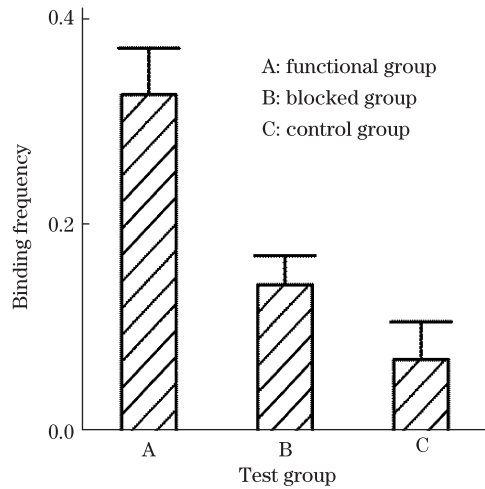 0.4
A: functional group
B: blocked group
C: control group
Binding frequency
0.2
0.0
A
B
C
Test group